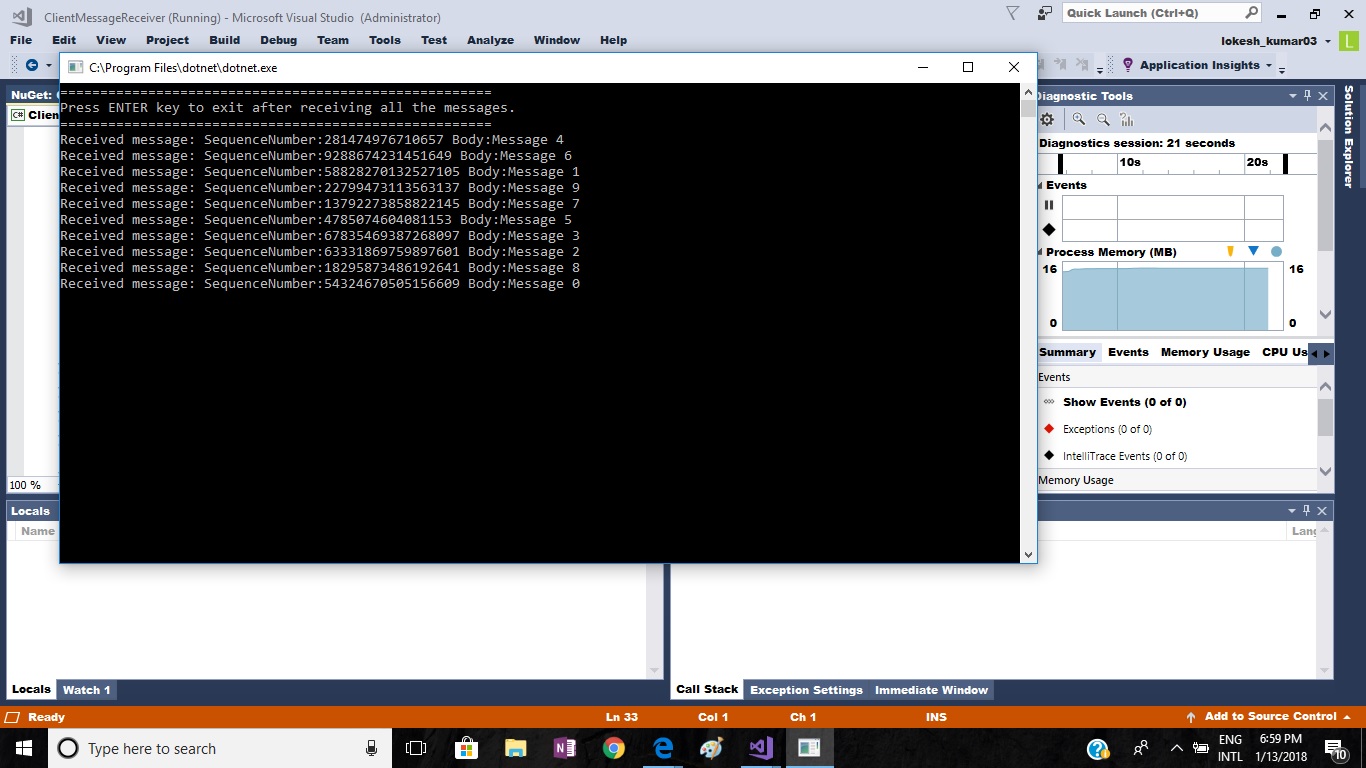 ClientMessageReceiver (Running) - Microsoft Visual Studio (Administrator)
Quick Launch (Ctrl+Q)
File Edit View Project Build Debug Team Tools Test Analyze Window Help
lokesh_kumar03 L
Application Insights
C:\Program Files\dotnet\dotnet.exe
NuGet:
C# Clien
======================================================
Press ENTER key to exit after receiving all the messages.
======================================================
Received message: SequenceNumber:281474976710657 Body:Message 4
Received message: SequenceNumber:9288674231451649 Body:Message 6
Received message: SequenceNumber:58828270132527105 Body:Message 1
Received message: SequenceNumber:22799473113563137 Body:Message 9
Received message: SequenceNumber:13792273858822145 Body:Message 7
Received message: SequenceNumber:4785074604081153 Body:Message 5
Received message: SequenceNumber:67835469387268097 Body:Message 3
Received message: SequenceNumber:63331869759897601 Body:Message 2
Received message: SequenceNumber:18295873486192641 Body:Message 8
Received message: SequenceNumber:54324670505156609 Body:Message 0
Diagnostic Tools
Diagnostics session: 21 seconds
10s 20s
Events
Process Memory (MB)
16 16
0 0
Summary Events Memory Usage CPU Us
Events
Show Events (0 of 0)
Exceptions (0 of 0)
IntelliTrace Events (0 of 0)
Memory Usage
Solution Explorer
100 %
Locals
Name
Lang
Locals Watch 1
Call Stack Exception Settings Immediate Window
Ready Ln 33 Col 1 Ch 1 INS Add to Source Control
Type here to search
ENG
INTL
6:59 PM
1/13/2018
10